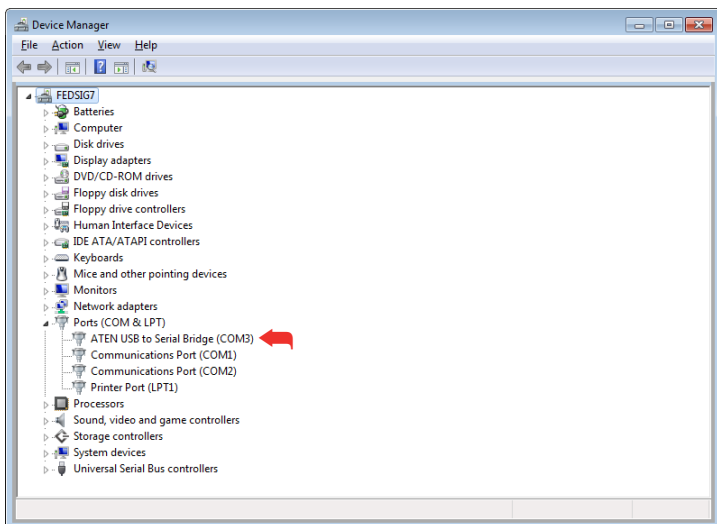 Device Manager
File Action View Help
FEDSIG7
Batteries
Computer
Disk drives
Display adapters
DVD/CD-ROM drives
Floppy disk drives
Floppy drive controllers
Human Interface Devices
IDE ATA/ATAPI controllers
Keyboards
Mice and other pointing devices
Monitors
Network adapters
Ports (COM & LPT)
ATEN USB to Serial Bridge (COM3)
Communications Port (COM1)
Communications Port (COM2)
Printer Port (LPT1)
Processors
Sound, video and game controllers
Storage controllers
System devices
Universal Serial Bus controllers